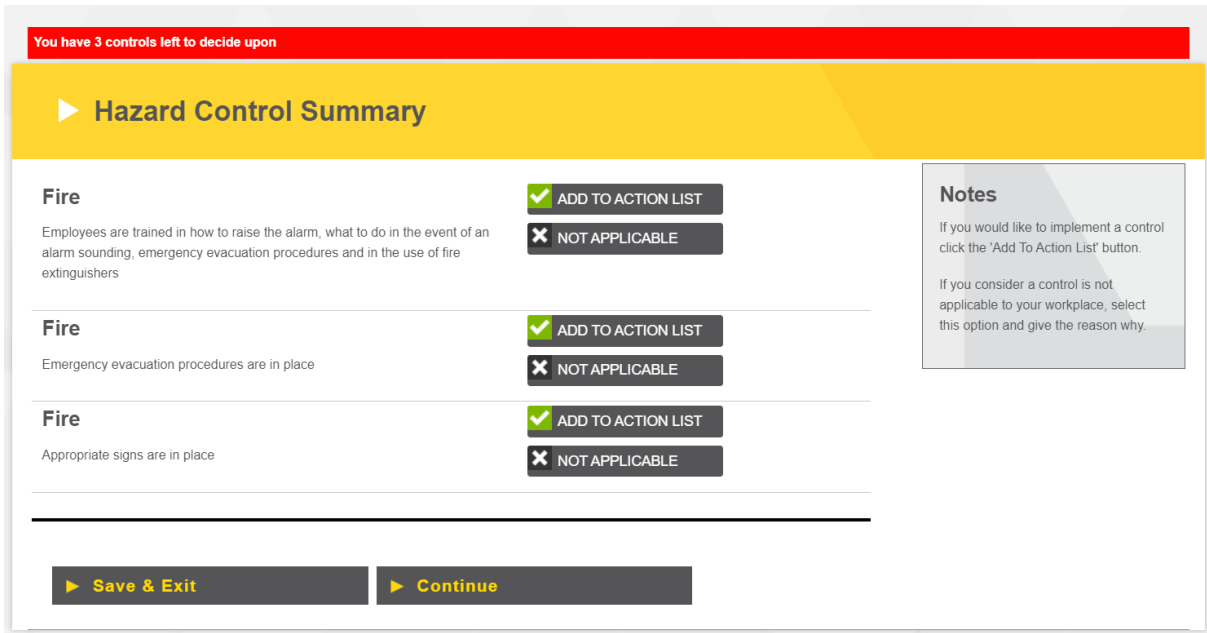 You have 3 controls left to decide upon
Hazard Control Summary
Fire
Employees are trained in how to raise the alarm, what to do in the event of an
alarm sounding, emergency evacuation procedures and in the use of fire
extinguishers
ADD TO ACTION LIST
NOT APPLICABLE
Fire
Emergency evacuation procedures are in place
ADD TO ACTION LIST
NOT APPLICABLE
Fire
Appropriate signs are in place
ADD TO ACTION LIST
NOT APPLICABLE
Notes
If you would like to implement a control
click the 'Add To Action List' button.
If you consider a control is not
applicable to your workplace, select
this option and give the reason why.
Save & Exit
Continue